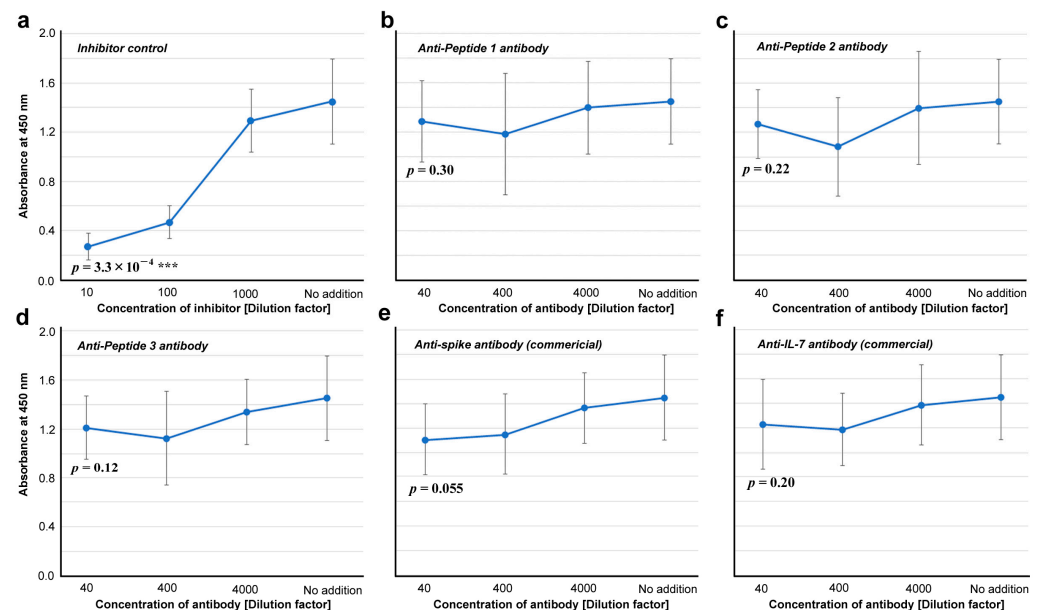 a
Inhibitor control
2.0
1.6
1.2
0.8
0.4
0.0
Absorbance at 450 nm
p = 3.3 × 10−4 ***
10
100
1000
No addition
Concentration of inhibitor [Dilution factor]
b
Anti-Peptide 1 antibody
p = 0.30
40
400
4000
No addition
Concentration of antibody [Dilution factor]
c
Anti-Peptide 2 antibody
p = 0.22
40
400
4000
No addition
Concentration of antibody [Dilution factor]
d
Anti-Peptide 3 antibody
2.0
1.6
1.2
0.8
0.4
0.0
Absorbance at 450 nm
p = 0.12
40
400
4000
No addition
Concentration of antibody [Dilution factor]
e
Anti-spike antibody (commericial)
p = 0.055
40
400
4000
No addition
Concentration of antibody [Dilution factor]
f
Anti-IL-7 antibody (commercial)
p = 0.20
40
400
4000
No addition
Concentration of antibody [Dilution factor]